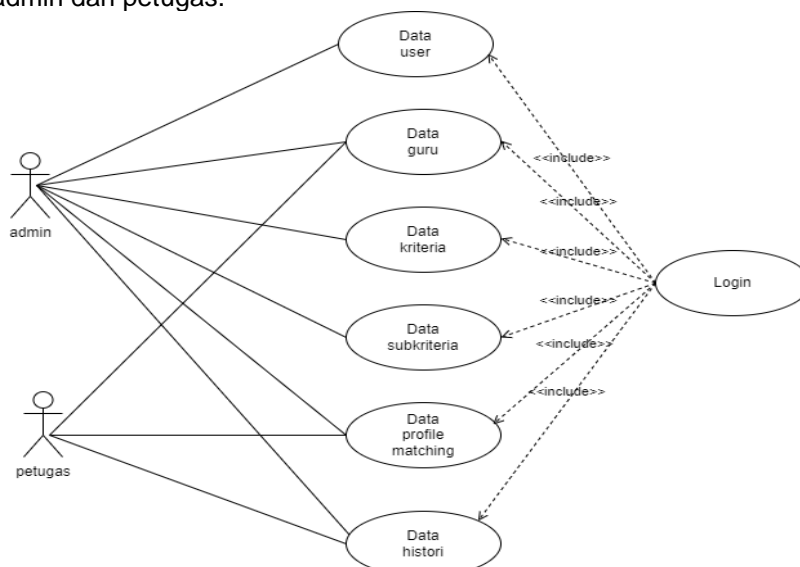 admin dan petugas.
Data
user
Data
guru
<<include>>
<<include>>
admin
Data
kriteria
<<include>>
Login
<<include>>
Data
subkriteria
<<include>>
<<include>>
Data
profile
matching
petugas
Data
histori